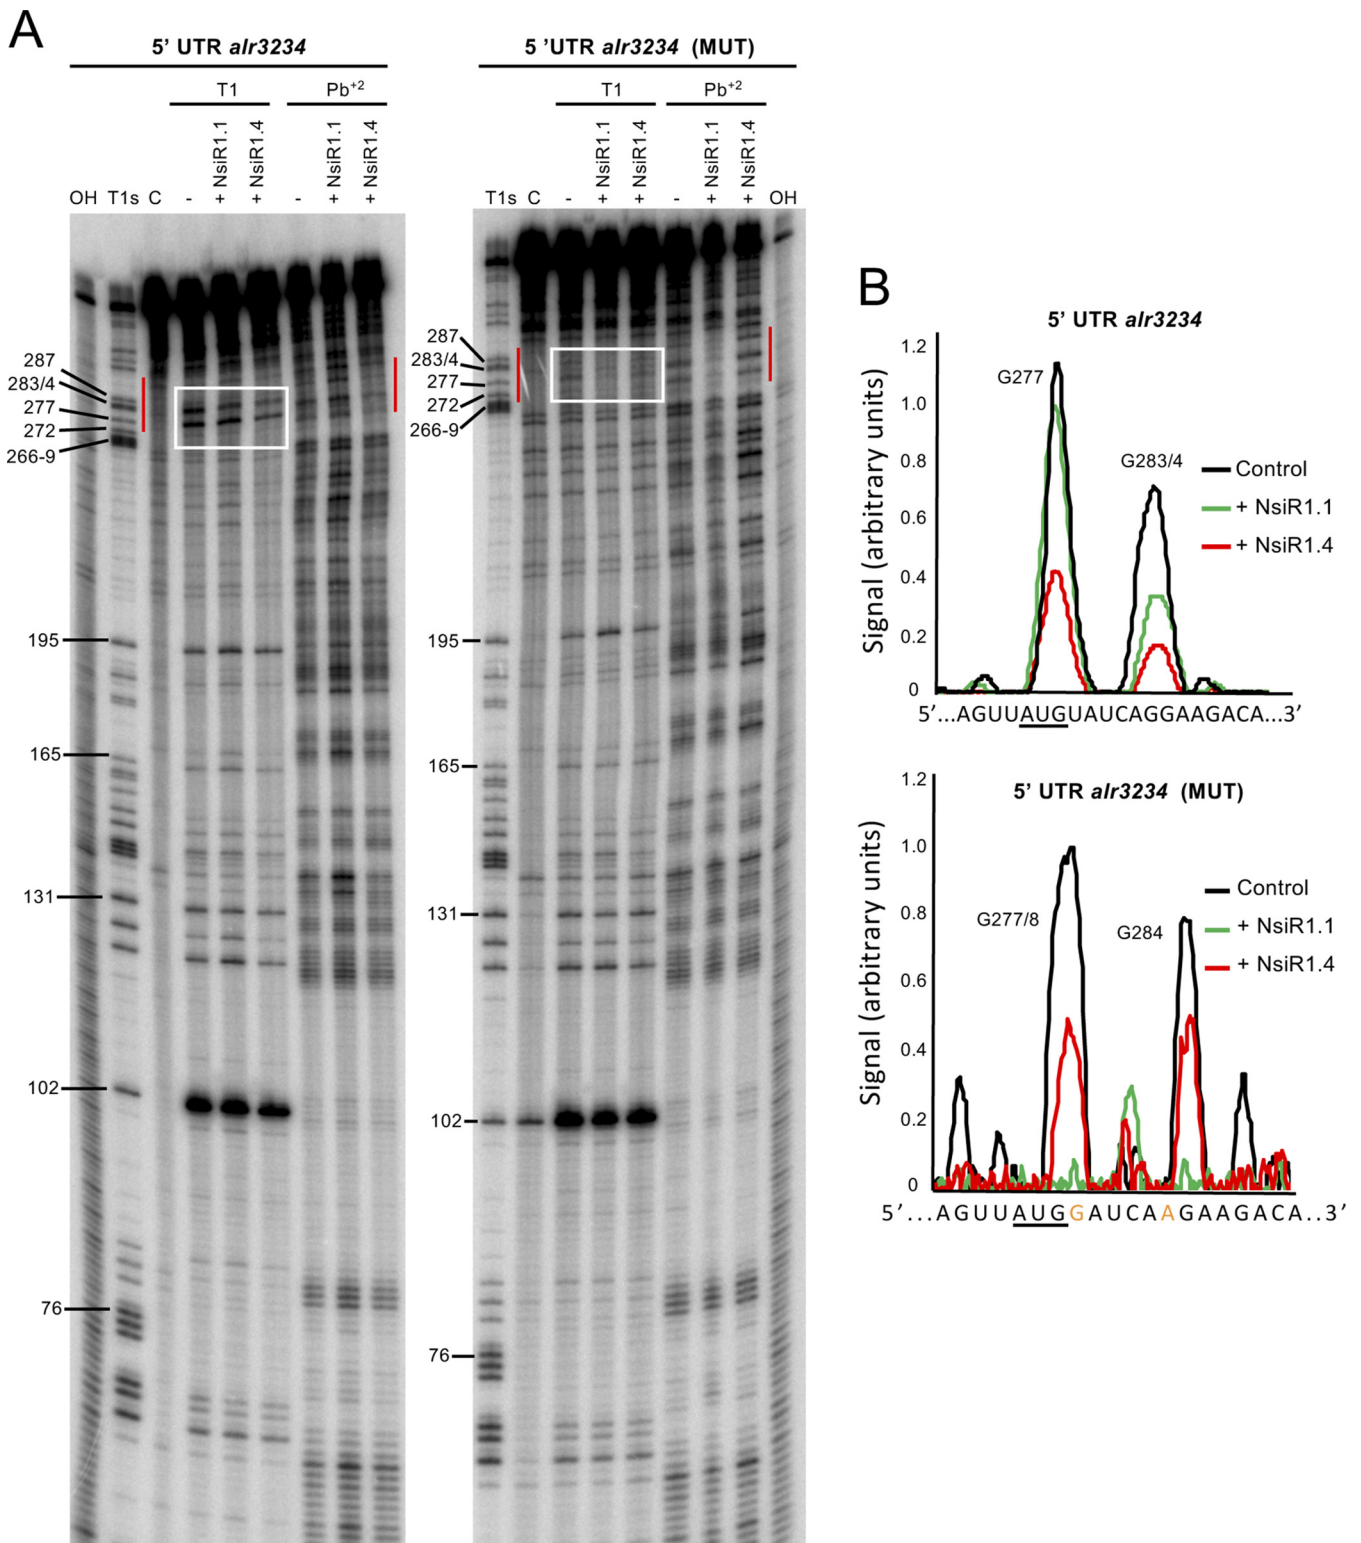 A
5' UTR alr3234
T1
Pb+2
+ NsiR1.1
+ NsiR1.4
+ NsiR1.1
+ NsiR1.4
OH T1s C - + + - + +
287
283/4
277
272
266-9
195
165
131
102
76
5 'UTR alr3234 (MUT)
T1
Pb+2
+ NsiR1.1
+ NsiR1.4
+ NsiR1.1
+ NsiR1.4
T1s C - + + - + + OH
287
283/4
277
272
266-9
195
165
131
102
76
B
5' UTR alr3234
Signal (arbitrary units)
1.2
1.0
0.8
0.6
0.4
0.2
0
G277
G283/4
Control
+ NsiR1.1
+ NsiR1.4
5'...AGUUAUGUAUCAGGAAGACA...3'
5' UTR alr3234 (MUT)
Signal (arbitrary units)
1.2
1.0
0.8
0.6
0.4
0.2
0
G277/8
G284
Control
+ NsiR1.1
+ NsiR1.4
5'...AGUUAUGGAUCAAGAAGACA..3'